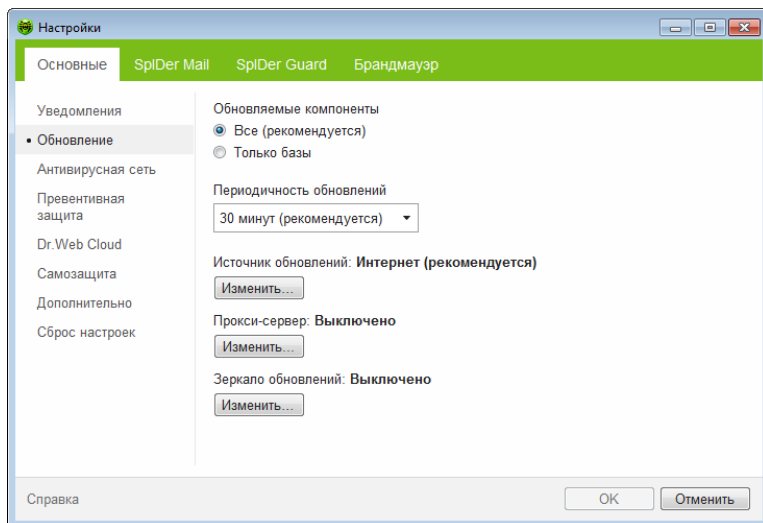 Настройки
Основные SpIDer Mail SpIDer Guard Брандмауэр
Уведомления
Обновление
Антивирусная сеть
Превентивная
защита
Dr.Web Cloud
Самозащита
Дополнительно
Сброс настроек
Обновляемые компоненты
Все (рекомендуется)
Только базы
Периодичность обновлений
30 минут (рекомендуется)
Источник обновлений: Интернет (рекомендуется)
Изменить...
Прокси-сервер: Выключено
Изменить...
Зеркало обновлений: Выключено
Изменить...
Справка
OK Отменить